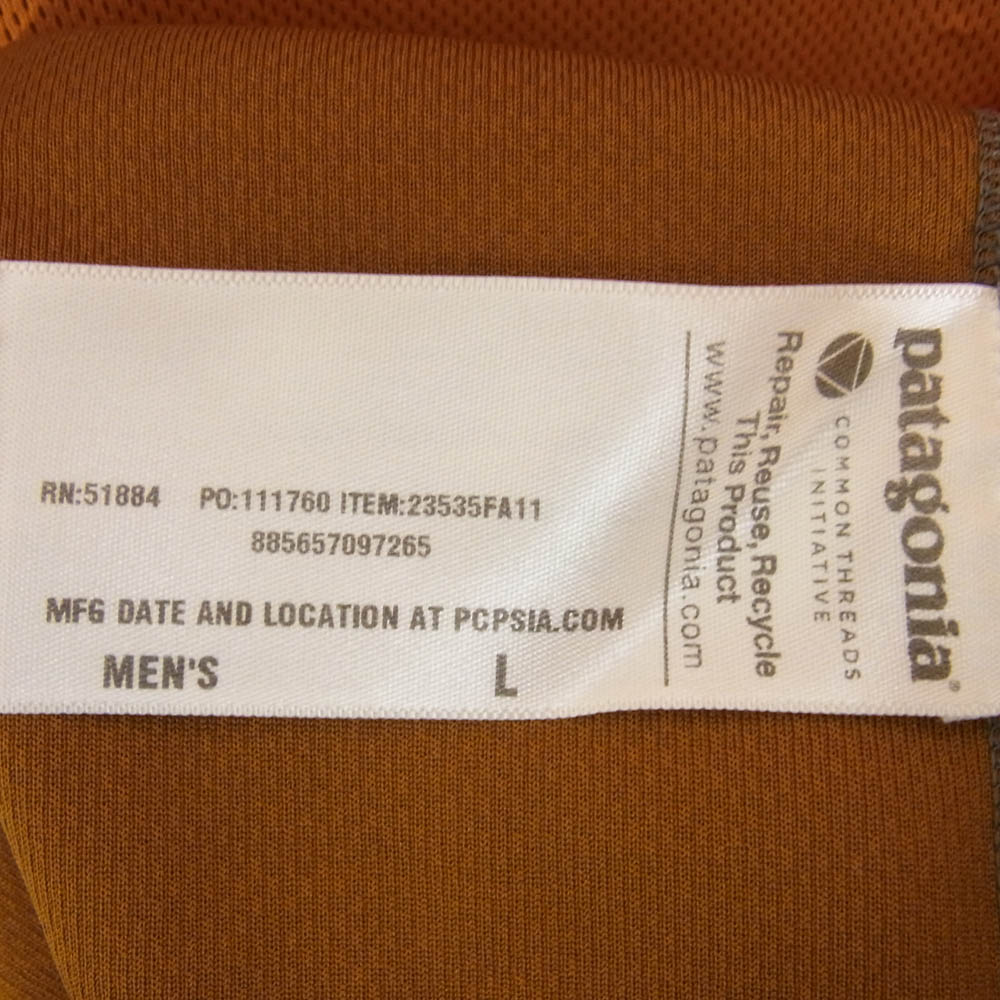 RN:51884 PO:111760 ITEM:23535FA11
885657097265
MFG DATE AND LOCATION AT PCPSIA.COM
MEN'S L
patagonia®
COMMON THREADS
INITIATIVE
Repair, Reuse, Recycle
This Product
www.patagonia.com